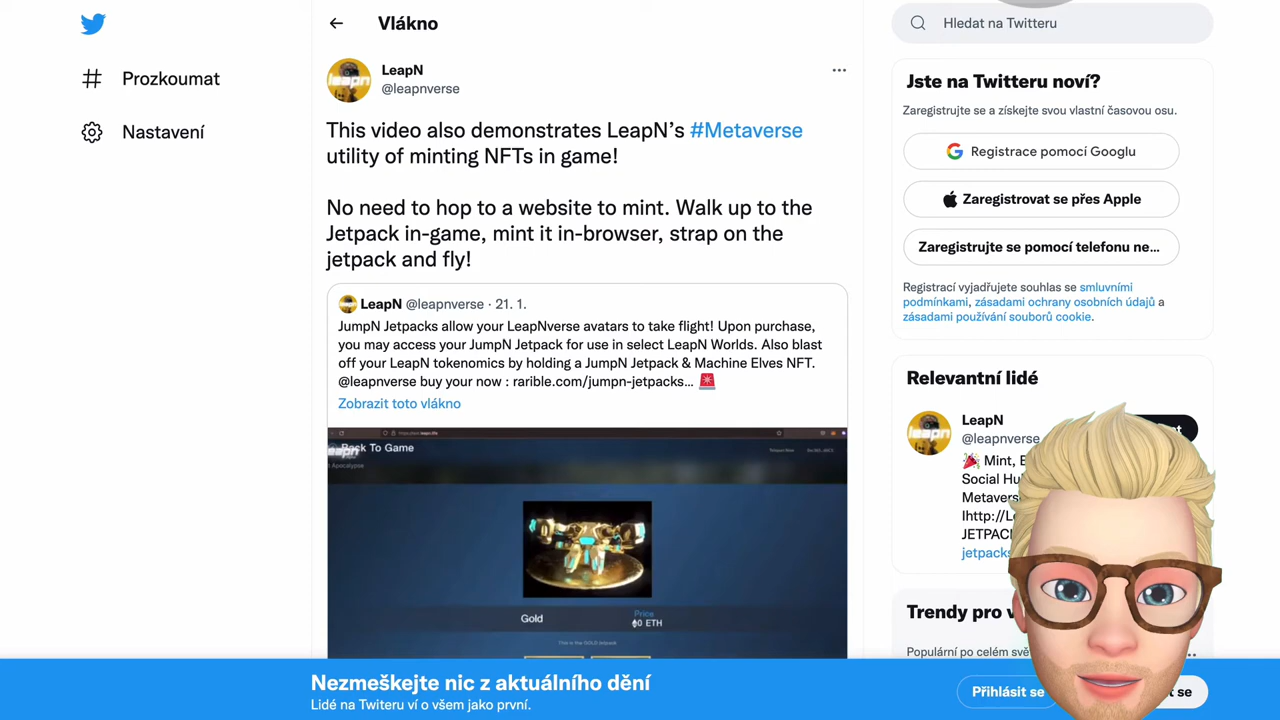 Vlákno
Hledat na Twitteru
Prozkoumat
Nastavení
LeapN
@leapnverse
This video also demonstrates LeapN’s #Metaverse
utility of minting NFTs in game!
No need to hop to a website to mint. Walk up to the
Jetpack in-game, mint it in-browser, strap on the
jetpack and fly!
LeapN @leapnverse · 21. 1.
JumpN Jetpacks allow your LeapNverse avatars to take flight! Upon purchase,
you may access your JumpN Jetpack for use in select LeapN Worlds. Also blast
off your LeapN tokenomics by holding a JumpN Jetpack & Machine Elves NFT.
@leapnverse buy your now : rarible.com/jumpn-jetpacks… 🚨
Zobrazit toto vlákno
Back To Game
Apocalypse
Gold
Price
0 ETH
This is the GOLD Jetpack
Jste na Twitteru noví?
Zaregistrujte se a získejte svou vlastní časovou osu.
Registrace pomocí Googlu
Zaregistrovat se přes Apple
Zaregistrujte se pomocí telefonu ne…
Registrací vyjadřujete souhlas se smluvními
podmínkami, zásadami ochrany osobních údajů a
zásadami používání souborů cookie.
Relevantní lidé
LeapN
@leapnverse
🎉 Mint,
Social
Metavers
lhttp://L
JETPAC
jetpacks
Trendy pro v
Populární po celém svě
Nezmeškejte nic z aktuálního dění
Lidé na Twiteru ví o všem jako první.
Přihlásit se
t se